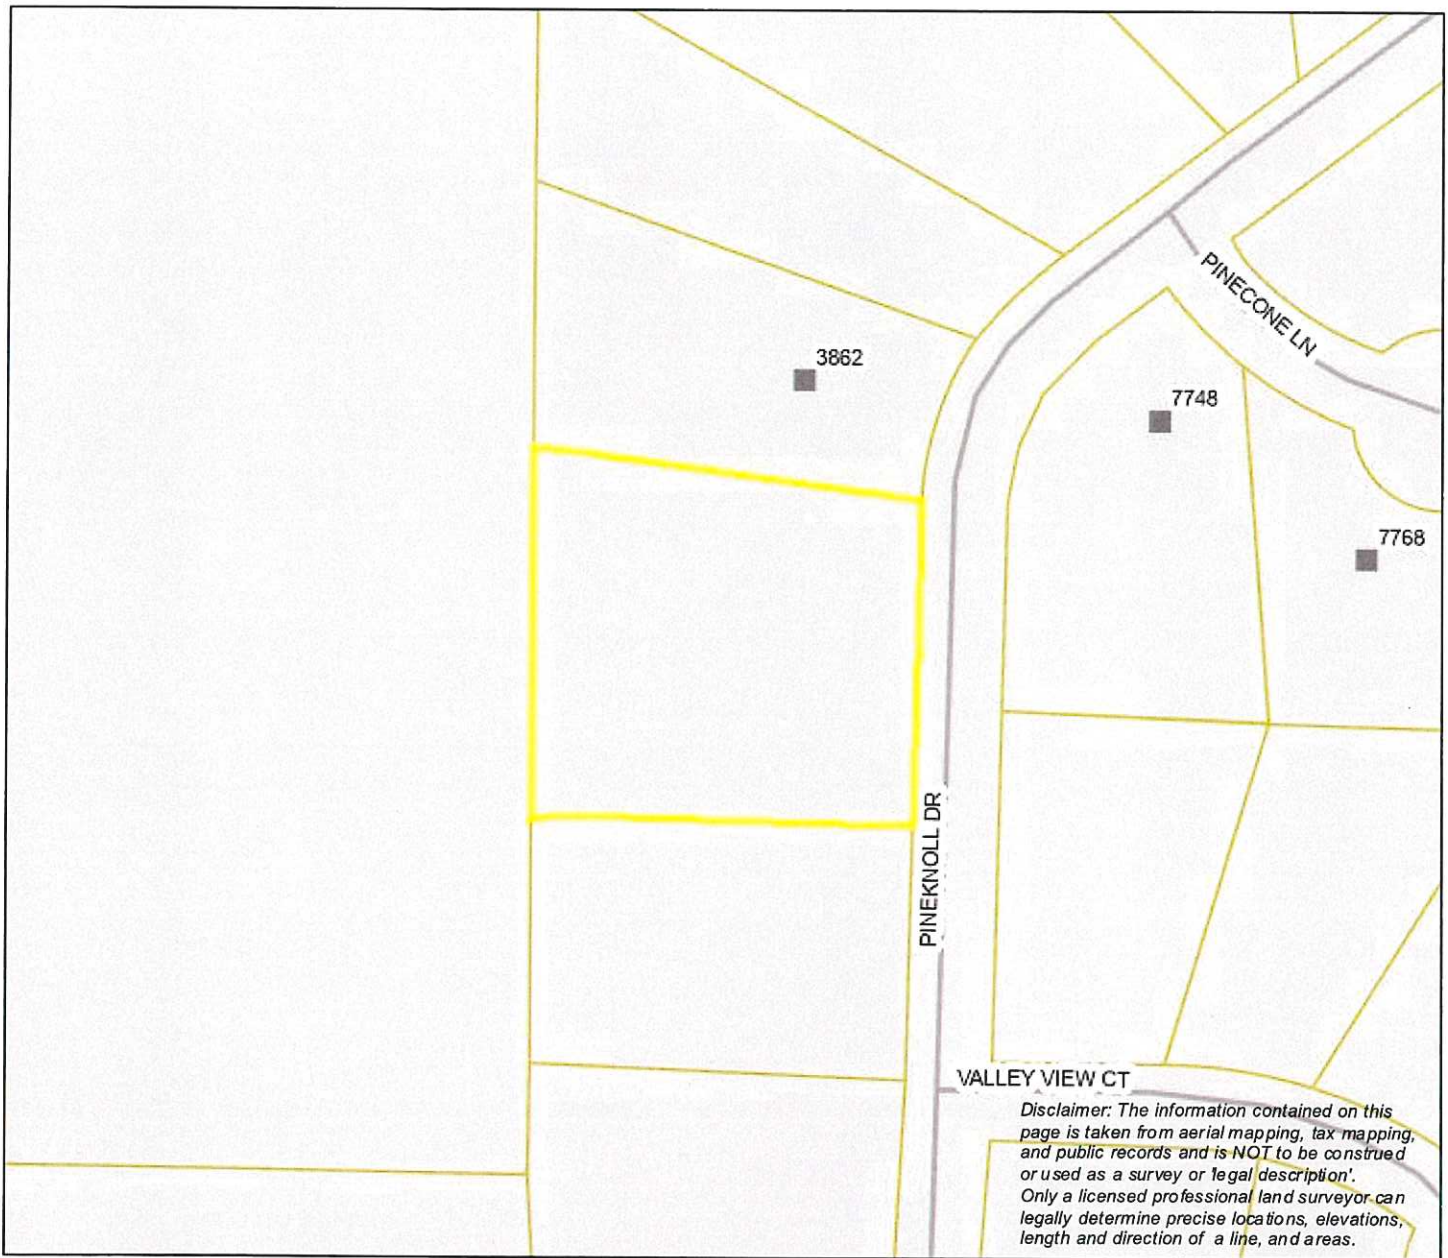 3862
PINECONE LN
7748
7768
PINEKNOLL DR
VALLEY VIEW CT
Disclaimer: The information contained on this
page is taken from aerial mapping, tax mapping,
and public records and is NOT to be construed
or used as a survey or 'legal description'.
Only a licensed professional land surveyor can
legally determine precise locations, elevations,
length and direction of a line, and areas.